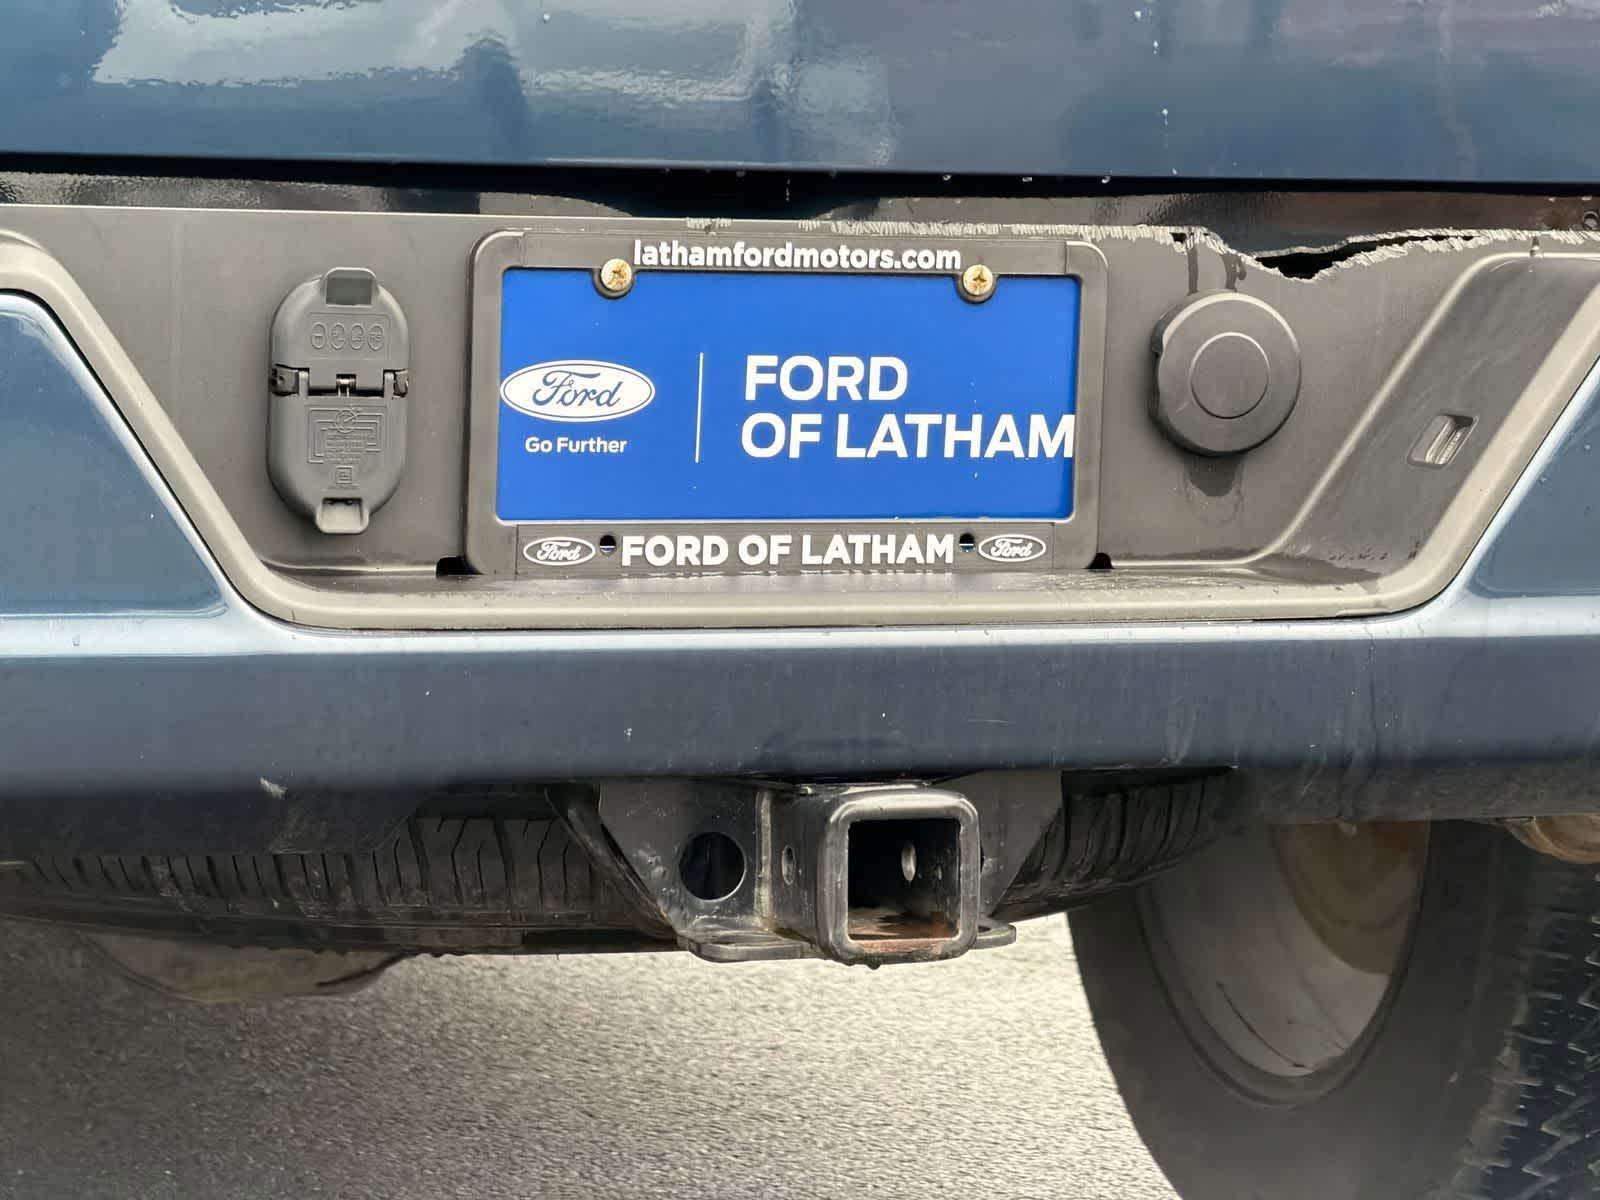 lathamfordmotors.com
Ford
Go Further
FORD
OF LATHAM
Ford FORD OF LATHAM Ford